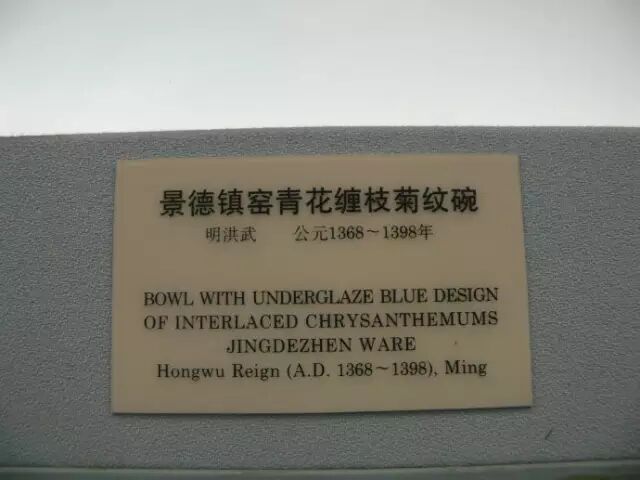 景德镇窑青花缠枝菊纹碗
明洪武 公元1368～1398年
BOWL WITH UNDERGLAZE BLUE DESIGN
OF INTERLACED CHRYSANTHEMUMS
JINGDEZHEN WARE
Hongwu Reign (A.D. 1368～1398), Ming